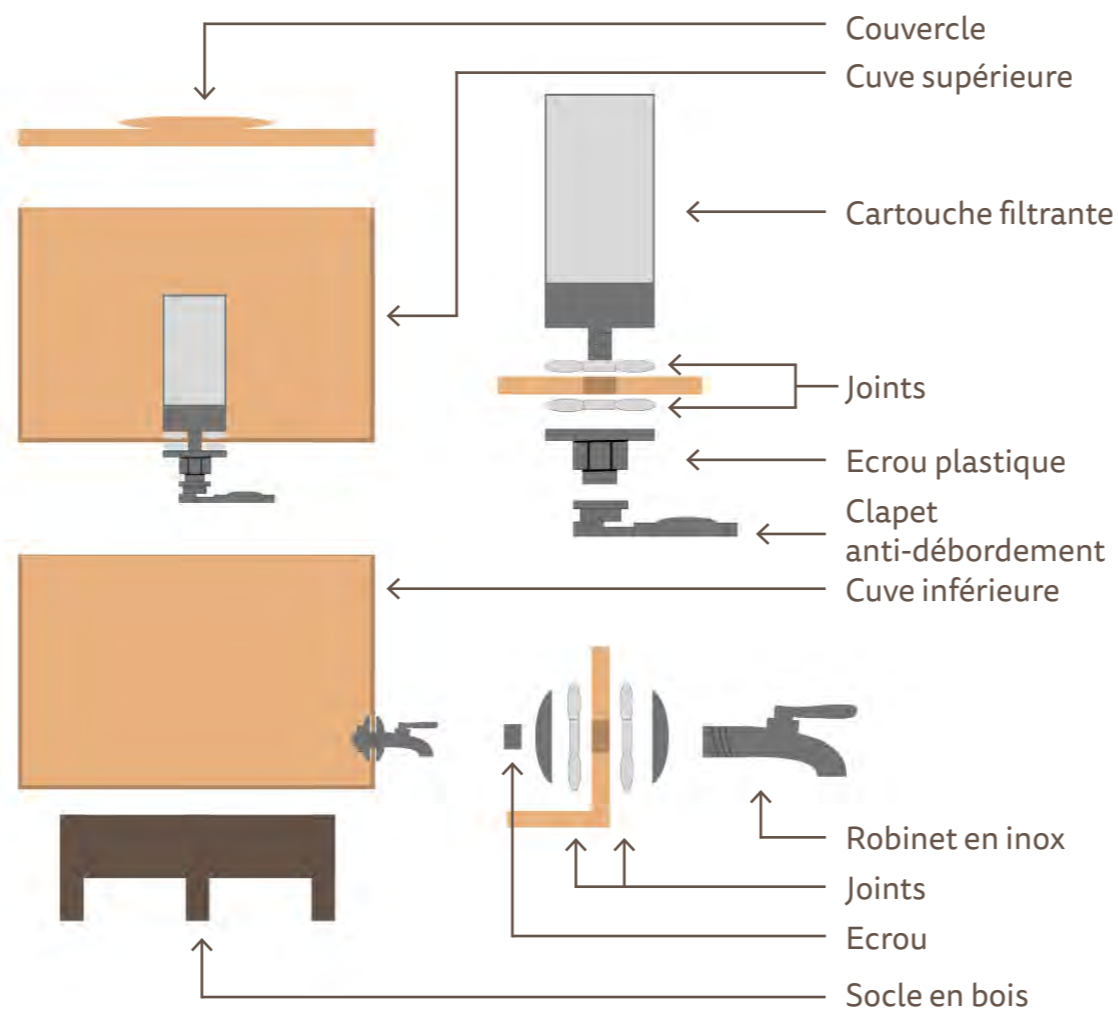 Couvercle
Cuve supérieure
Cartouche filtrante
Joints
Ecrou plastique
Clapet
anti-débordement
Cuve inférieure
Robinet en inox
Joints
Ecrou
Socle en bois